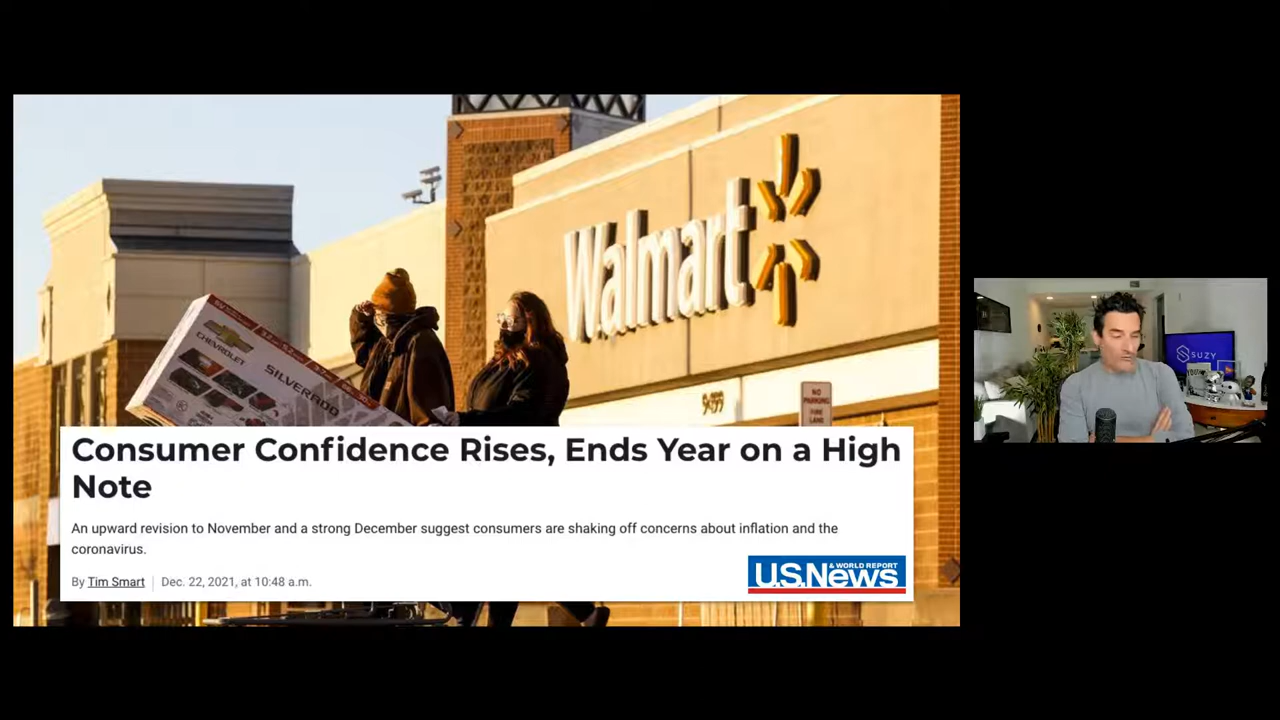 Walmart
CHEVROLET
SILVERADO
NO
PARKING
FIRE
LANE
Consumer Confidence Rises, Ends Year on a High
Note
An upward revision to November and a strong December suggest consumers are shaking off concerns about inflation and the
coronavirus.
By Tim Smart | Dec. 22, 2021, at 10:48 a.m.
U.S. News
& WORLD REPORT
SUZY